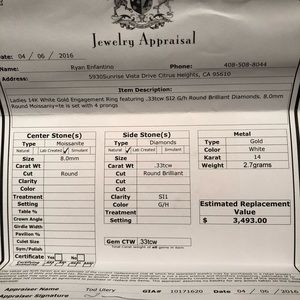 Jewelry Appraisal
Date: 04 / 06 / 2016
Name: Ryan Enfantino Phone: 408-508-8044
Address: 5930Sunrise Vista Drive Citrus Heights, CA 95610
Item Description:
Ladies 14K White Gold Engagement Ring featuring .33tcw SI2 G/H Round Brilliant Diamonds. 8.0mm
Round Moissanite set with 4 prongs
Center Stone(s)
Type Moissanite
Natural Lab Created Simulant
Size 8.0mm
Carat Wt
Cut Round
Clarity
Color
Treatment
Setting
Table %
Crown Angle
Girdle Width
Pavilion %
Culet Size
Sym/Polish
Certificate Yes No
Side Stone(s)
Type Diamonds
Natural Lab Created Simulant
Size
Carat Wt .33tcw
Cut Round Brilliant
Cut
Clarity SI1
Color G/H
Treatment
Setting
Gem CTW .33tcw
Metal
Type Gold
Color White
Karat 14
Weight 2.7grams
Estimated Replacement
Value
$ 3,493.00
Appraiser Name Tod Ullery GIA# 10171620 Date 04 / 06 / 2016
Appraiser Signature